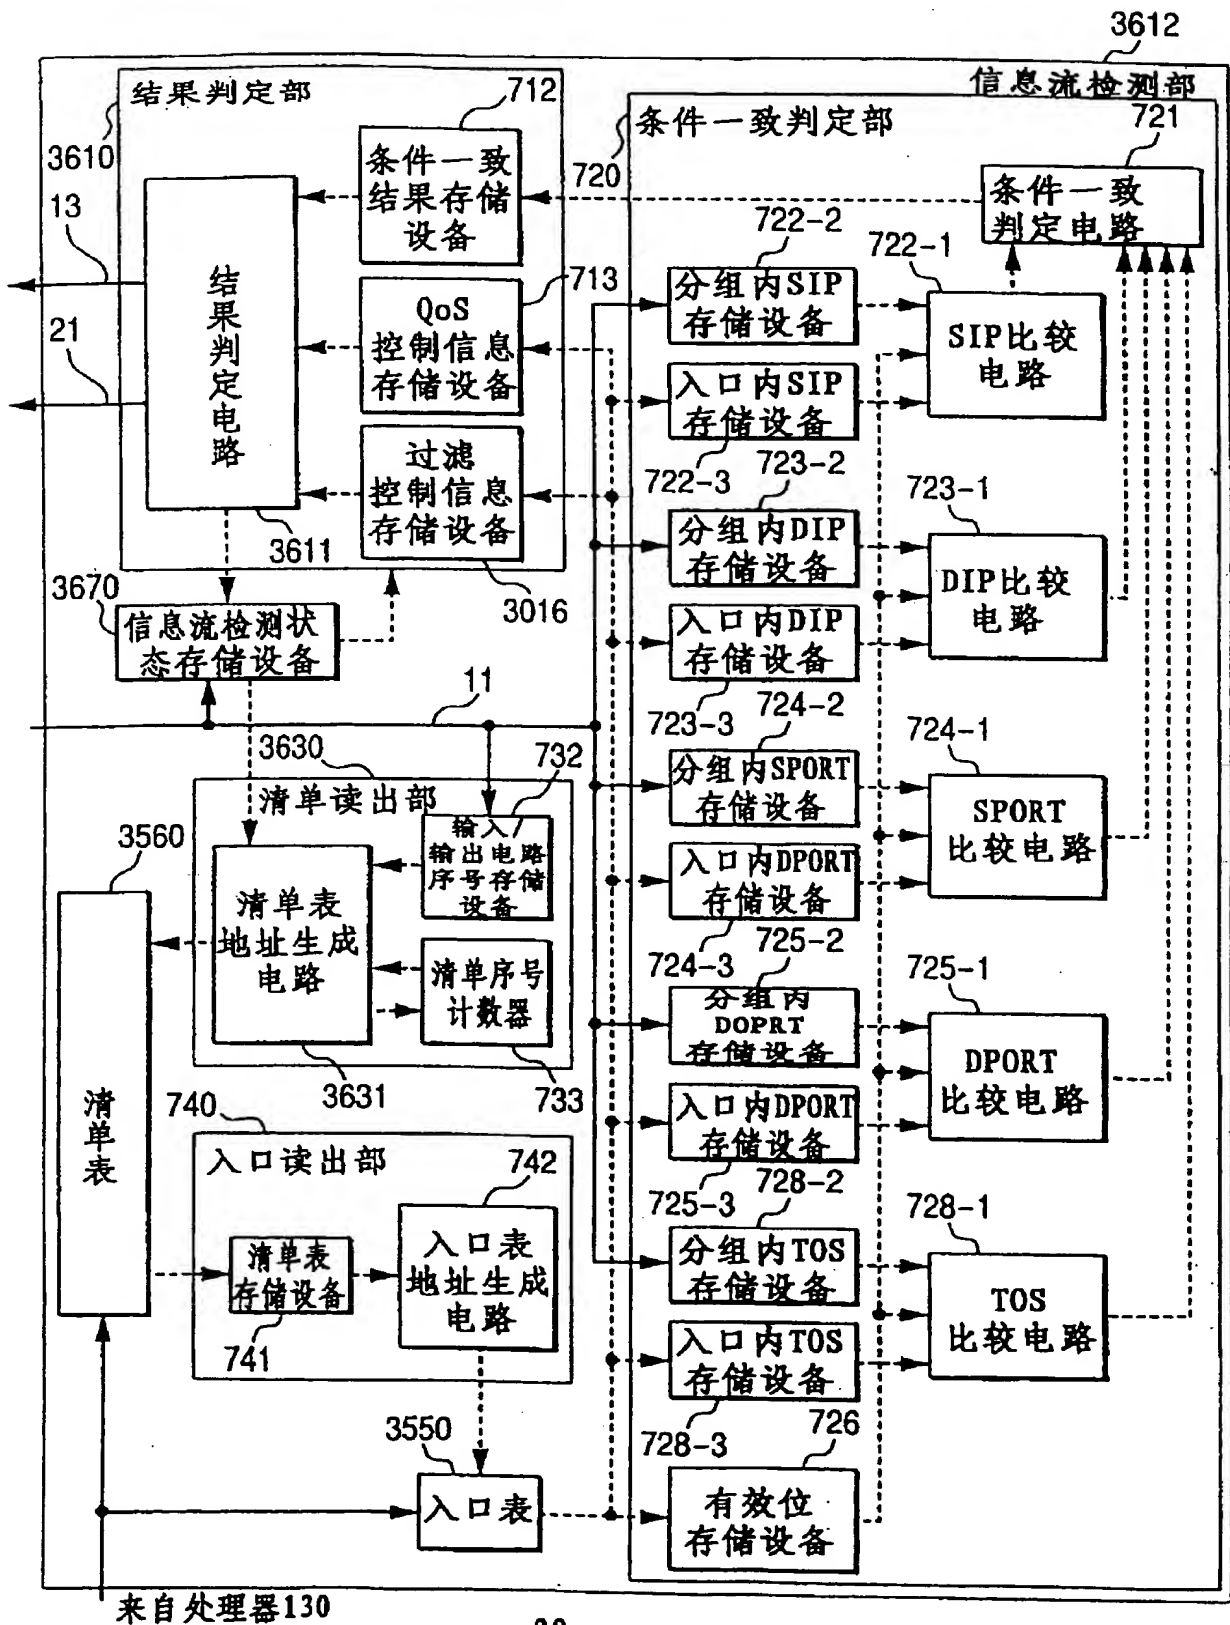 3612
信息流检测部
结果判定部
712
条件一致判定部
721
3610
条件一致
结果存储
设备
720
条件一致
判定电路
13
722-2
722-1
713
分组内SIP
存储设备
结果判定电路
QoS
控制信息
存储设备
SIP比较
电路
21
入口内SIP
存储设备
过滤
控制信息
存储设备
722-3
723-2
723-1
分组内DIP
存储设备
3611
DIP比较
电路
3670
3016
信息流检测状
态存储设备
入口内DIP
存储设备
11
723-3
724-2
724-1
3630
732
清单读出部
分组内SPORT
存储设备
SPORT
比较电路
3560
输入/
输出电路
序号存储
设备
入口内DPORT
存储设备
清单表
地址生成
电路
724-3
725-2
725-1
清单序号
计数器
分组内
DOPRT
存储设备
DPORT
比较电路
3631
733
清单表
740
入口内DPORT
存储设备
入口读出部
742
725-3
728-2
728-1
入口表
地址生成
电路
分组内TOS
存储设备
清单表
存储设备
TOS
比较电路
741
入口内TOS
存储设备
3550
728-3
726
入口表
有效位
存储设备
来自处理器130